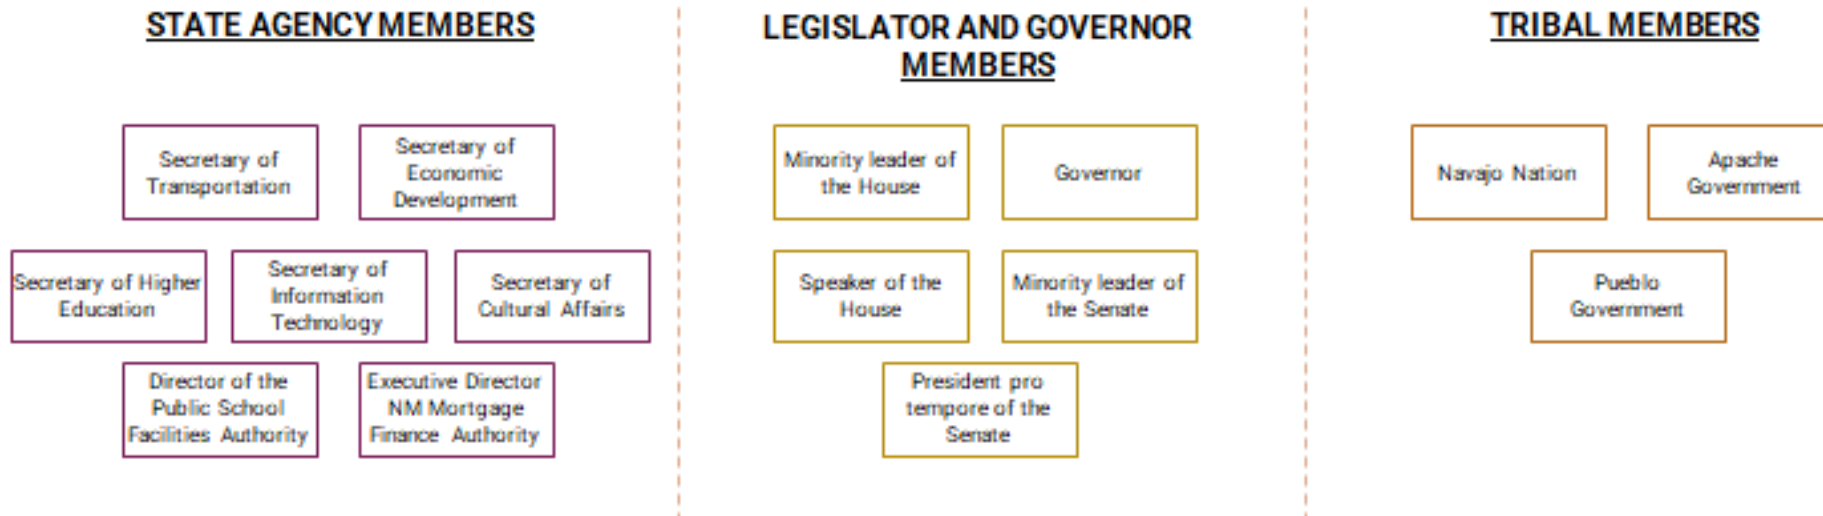 STATE AGENCY MEMBERS
Secretary of
Transportation
Secretary of
Economic
Development
Secretary of Higher
Education
Secretary of
Information
Technology
Secretary of
Cultural Affairs
Director of the
Public School
Facilities Authority
Executive Director
NM Mortgage
Finance Authority
LEGISLATOR AND GOVERNOR
MEMBERS
Minority leader of
the House
Governor
Speaker of the
House
Minority leader of
the Senate
President pro
tempore of the
Senate
TRIBAL MEMBERS
Navajo Nation
Apache
Government
Pueblo
Government